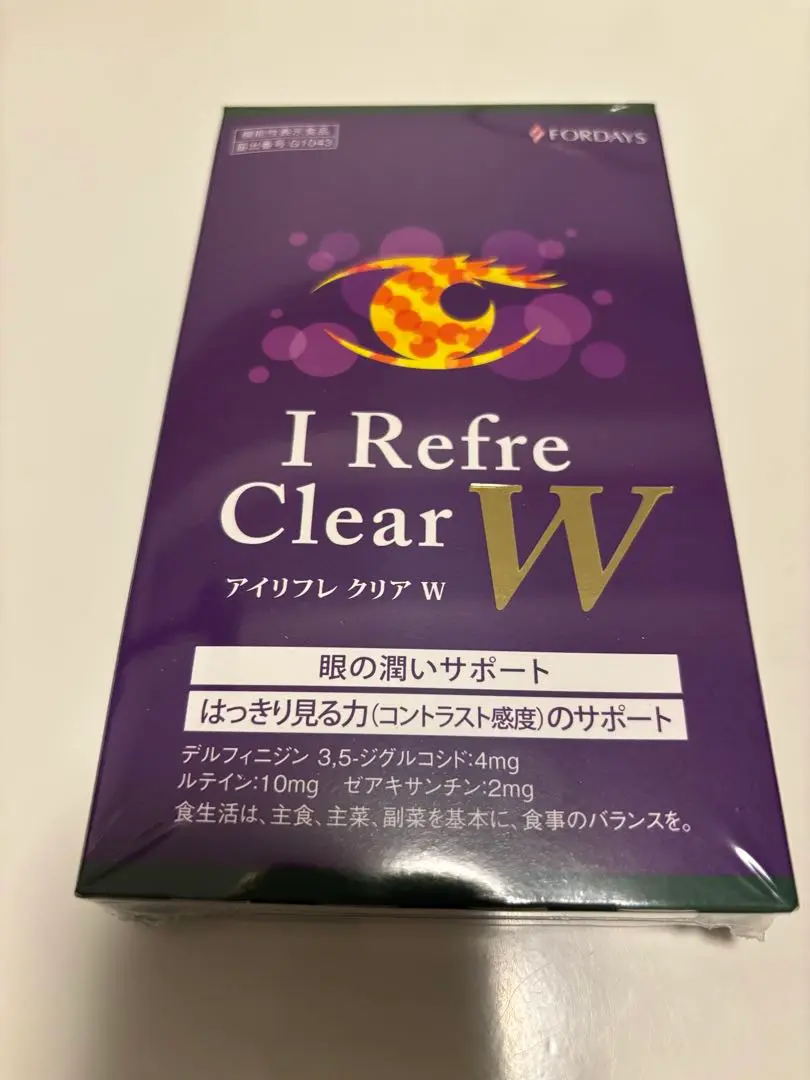 機能性表示食品
届出番号 G1043
FORDAYS
I Refre
Clear W
アイリフレ クリア W
眼の潤いサポート
はっきり見る力(コントラスト感度)のサポート
デルフィニジン 3,5-ジグルコシド:4mg
ルテイン:10mg ゼアキサンチン:2mg
食生活は、主食、主菜、副菜を基本に、食事のバランスを。